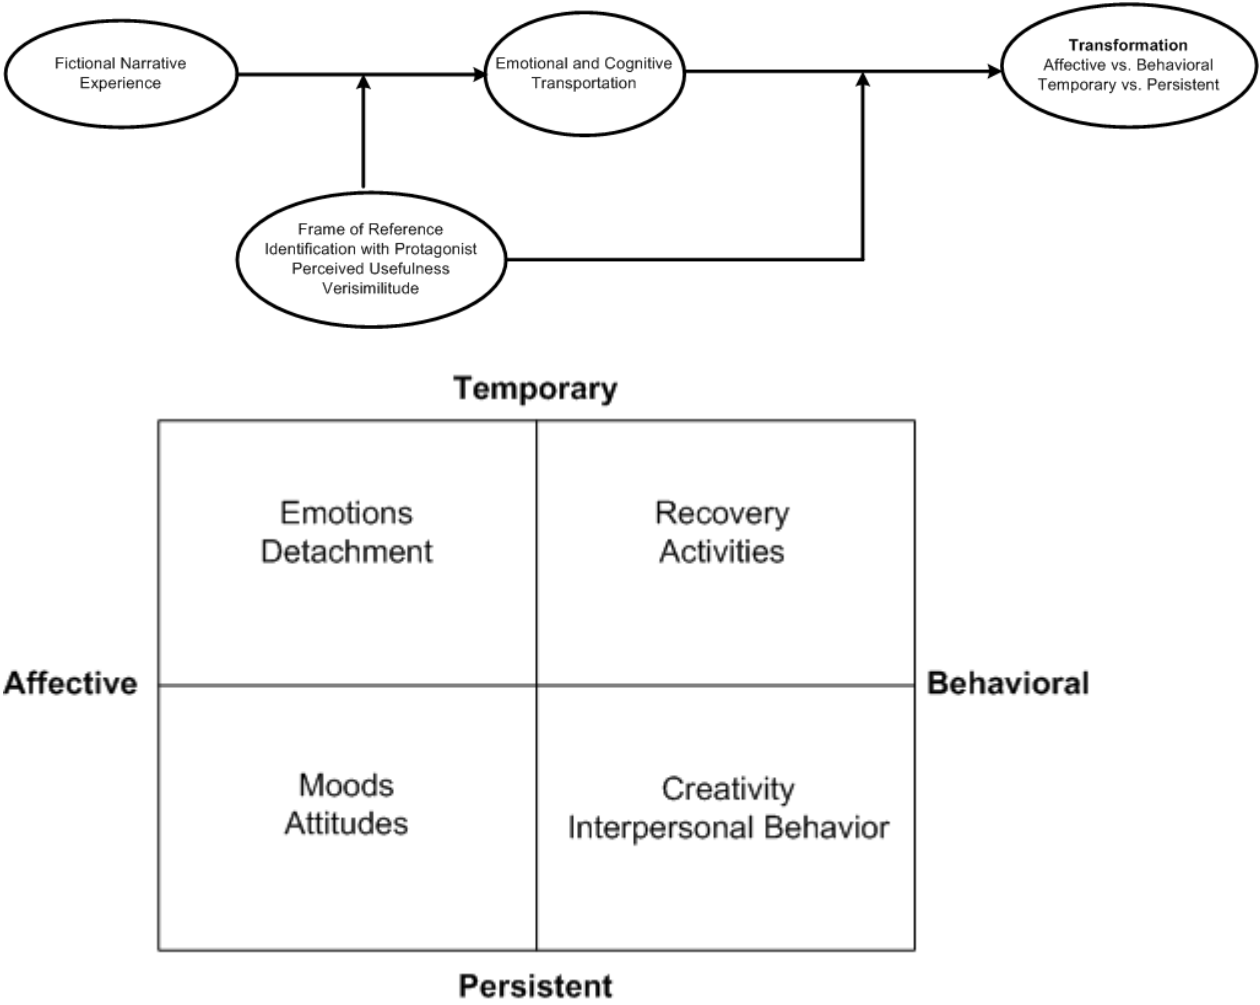 Fictional Narrative
Experience
Emotional and Cognitive
Transportation
Transformation
Affective vs. Behavioral
Temporary vs. Persistent
Frame of Reference
Identification with Protagonist
Perceived Usefulness
Verisimilitude
Temporary
Emotions
Detachment
Recovery
Activities
Affective
Behavioral
Moods
Attitudes
Creativity
Interpersonal Behavior
Persistent